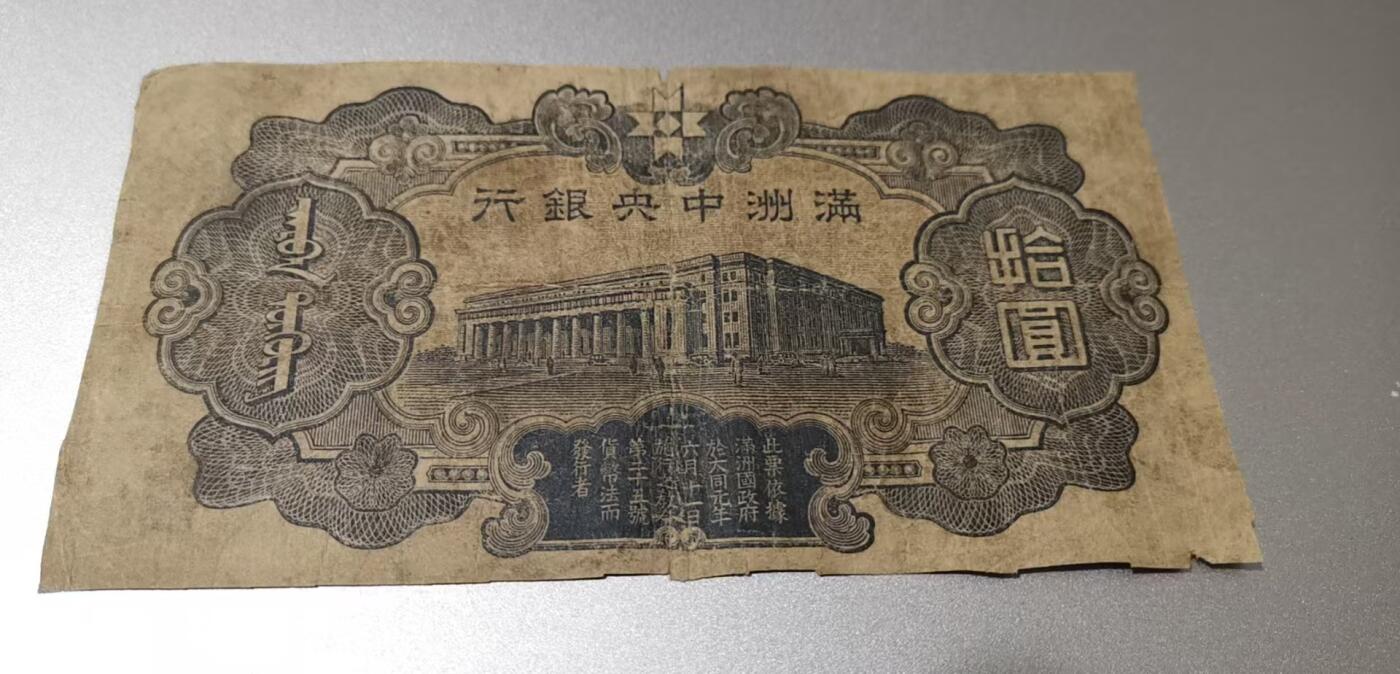 滿洲中央銀行
拾圓
此票依據
滿洲國政府
於大同元年
六月十一日
第二十五號
貨幣法而
發行者